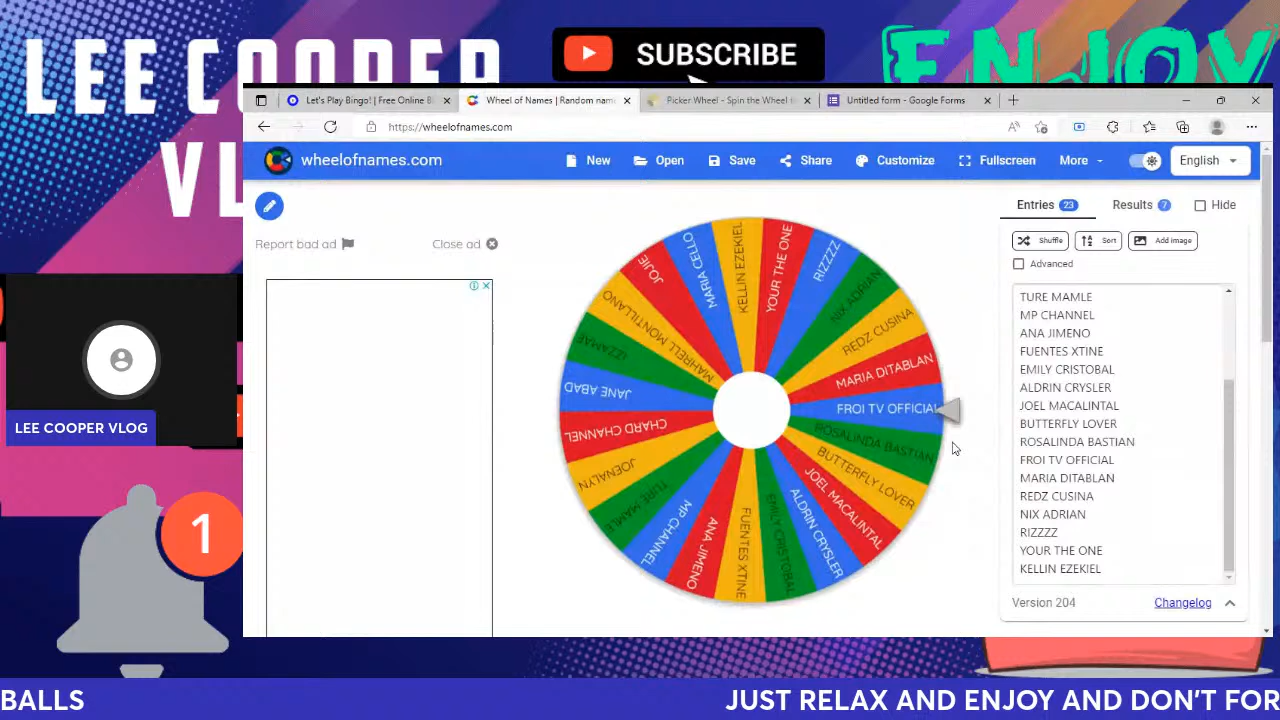 LEE COOPER
VL
SUBSCRIBE
ENJOY
Let's Play Bingo! | Free Online Bi
Wheel of Names | Random name
Picker Wheel - Spin the Wheel t
Untitled form - Google Forms
https://wheelofnames.com
wheelofnames.com
New
Open
Save
Share
Customize
Fullscreen
More
English
Report bad ad
Close ad
Entries 23
Results 7
Hide
Shuffle
Sort
Add image
Advanced
TURE MAMLE
MP CHANNEL
ANA JIMENO
FUENTES XTINE
EMILY CRISTOBAL
ALDRIN CRYSLER
JOEL MACALINTAL
BUTTERFLY LOVER
ROSALINDA BASTIAN
FROI TV OFFICIAL
MARIA DITABLAN
REDZ CUSINA
NIX ADRIAN
RIZZZZ
YOUR THE ONE
KELLIN EZEKIEL
Version 204
Changelog
KELLIN EZEKIEL
YOUR THE ONE
RIZZZZ
NIX ADRIAN
REDZ CUSINA
MARIA DITABLAN
FROI TV OFFICIAL
ROSALINDA BASTIAN
BUTTERFLY LOVER
JOEL MACALINTAL
ALDRIN CRYSLER
EMILY CRISTOBAL
FUENTES XTINE
ANA JIMENO
MP CHANNEL
TURE MAMLE
JOENALYN
CHARD CHANNEL
JANE ABAD
IZZAMAE
MAHRELL MONTILLANO
JOJIE
MARIA CELLO
LEE COOPER VLOG
1
BALLS
JUST RELAX AND ENJOY AND DON'T FOR